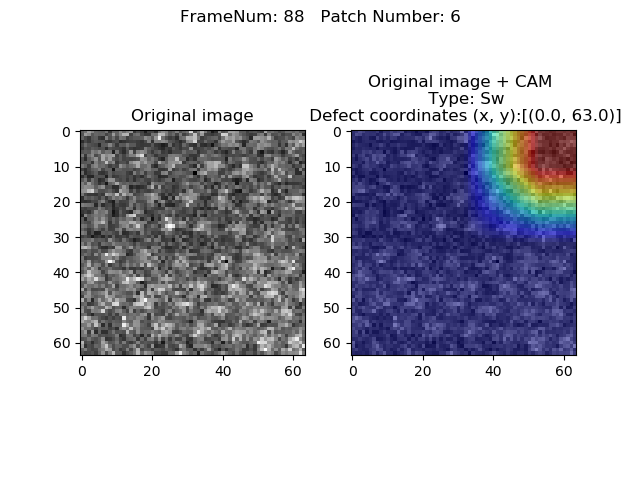 FrameNum: 88   Patch Number: 6
Original image
Original image + CAM
Type: Sw
Defect coordinates (x, y):[(0.0, 63.0)]
0
10
20
30
40
50
60
0 20 40 60
0
10
20
30
40
50
60
0 20 40 60